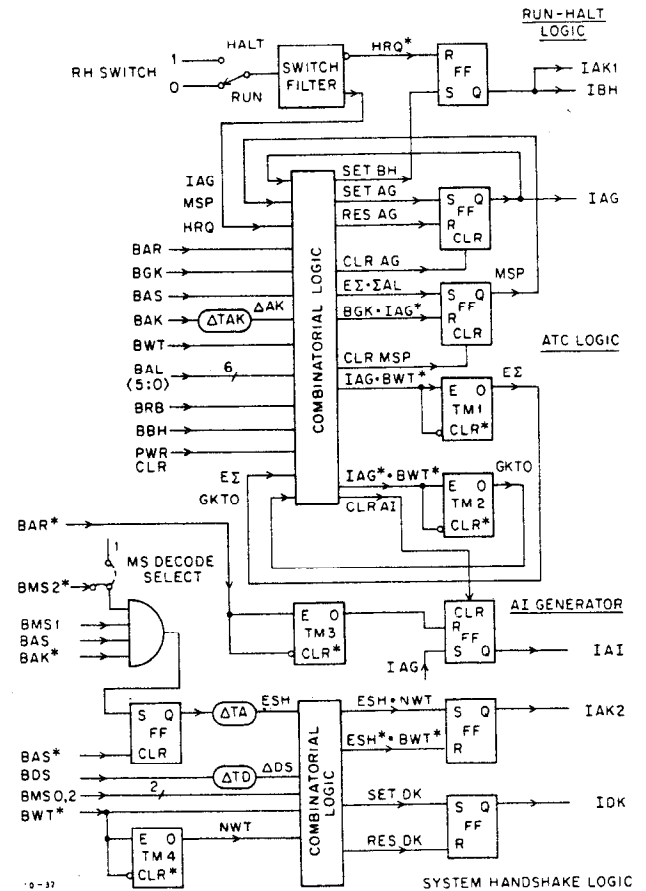 RUN-HALT
LOGIC
HALT
HRQ*
1
RH SWITCH
0
RUN
SWITCH
FILTER
R
FF
S Q
IAK1
IBH
IAG
MSP
HRQ
BAR
BGK
BAS
BAK
ΔTAK
ΔAK
BWT
BAL
⟨5:0⟩
6
BRB
BBH
PWR
CLR
EΣ
GKTO
COMBINATORIAL LOGIC
SET BH
SET AG
RES AG
CLR AG
EΣ•ΣAL
BGK•IAG*
CLR MSP
IAG•BWT*
IAG*•BWT*
CLR AI
S Q
FF
R
CLR
IAG
MSP
S Q
FF
R
CLR
ATC LOGIC
E O
TM1
CLR*
EΣ
E O
TM2
CLR*
GKTO
BAR*
1
MS DECODE
SELECT
BMS2*
BMS1
BAS
BAK*
E O
TM3
CLR*
AI GENERATOR
CLR
R
FF
S Q
IAG
IAI
S Q
FF
CLR
ΔTA
ESH
BAS*
BDS
ΔTD
ΔDS
BMS0,2
2
BWT*
NWT
E O
TM4
CLR*
COMBINATORIAL
LOGIC
ESH•NWT
ESH*•BWT*
SET DK
RES DK
S Q
FF
R
IAK2
S Q
FF
R
IDK
SYSTEM HANDSHAKE LOGIC